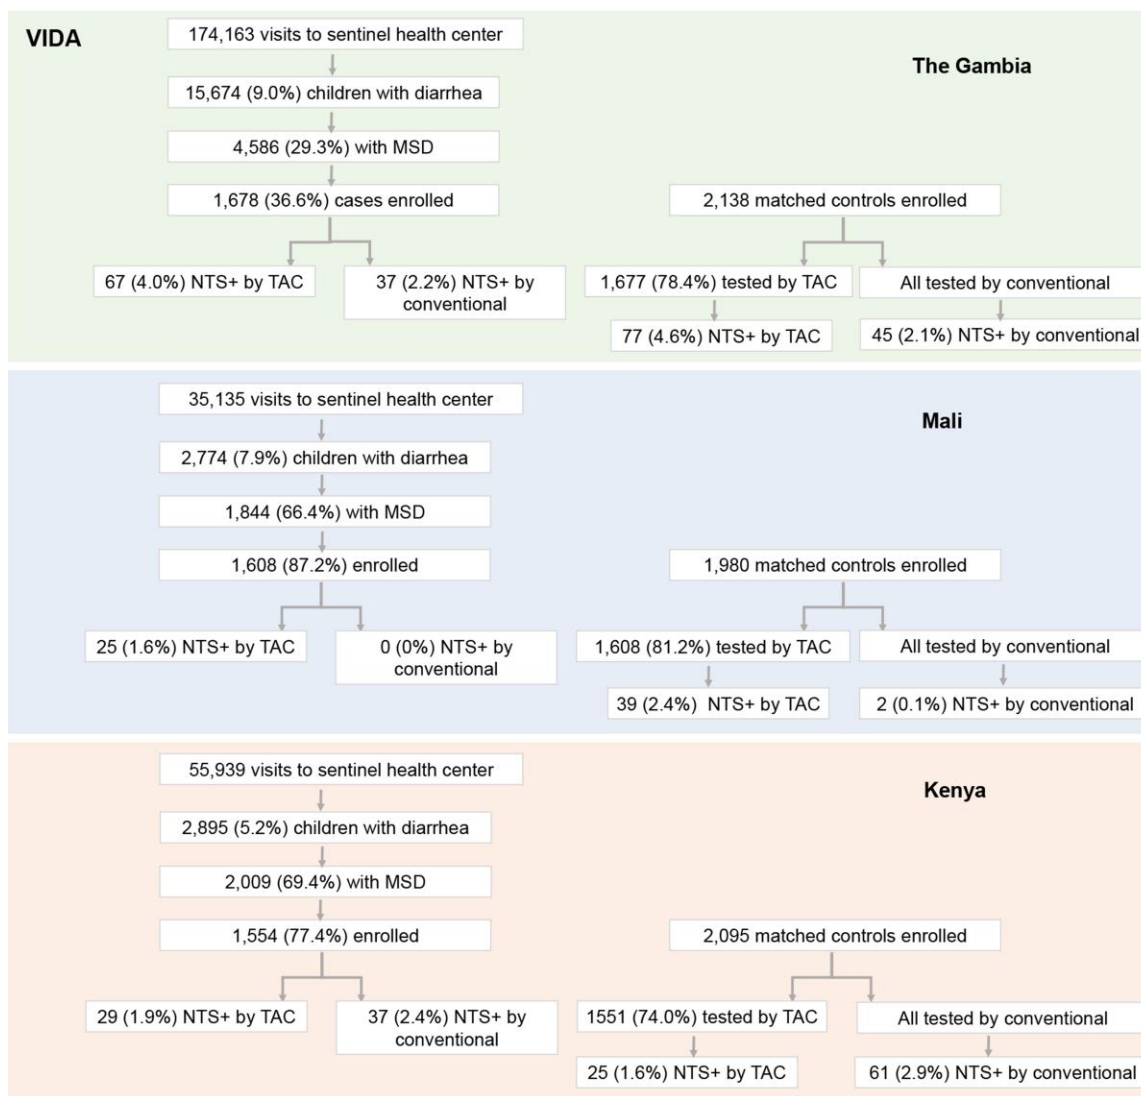 VIDA
The Gambia
174,163 visits to sentinel health center
15,674 (9.0%) children with diarrhea
4,586 (29.3%) with MSD
1,678 (36.6%) cases enrolled
67 (4.0%) NTS+ by TAC
37 (2.2%) NTS+ by
conventional
2,138 matched controls enrolled
1,677 (78.4%) tested by TAC
All tested by conventional
77 (4.6%) NTS+ by TAC
45 (2.1%) NTS+ by conventional
Mali
35,135 visits to sentinel health center
2,774 (7.9%) children with diarrhea
1,844 (66.4%) with MSD
1,608 (87.2%) enrolled
25 (1.6%) NTS+ by TAC
0 (0%) NTS+ by
conventional
1,980 matched controls enrolled
1,608 (81.2%) tested by TAC
All tested by conventional
39 (2.4%) NTS+ by TAC
2 (0.1%) NTS+ by conventional
Kenya
55,939 visits to sentinel health center
2,895 (5.2%) children with diarrhea
2,009 (69.4%) with MSD
1,554 (77.4%) enrolled
29 (1.9%) NTS+ by TAC
37 (2.4%) NTS+ by
conventional
2,095 matched controls enrolled
1551 (74.0%) tested by TAC
All tested by conventional
25 (1.6%) NTS+ by TAC
61 (2.9%) NTS+ by conventional